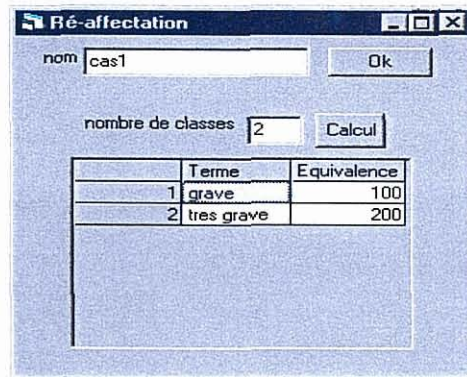 Ré-affectation
nom cas1 Ok
nombre de classes 2 Calcul
Terme Equivalence
1 grave 100
2 tres grave 200